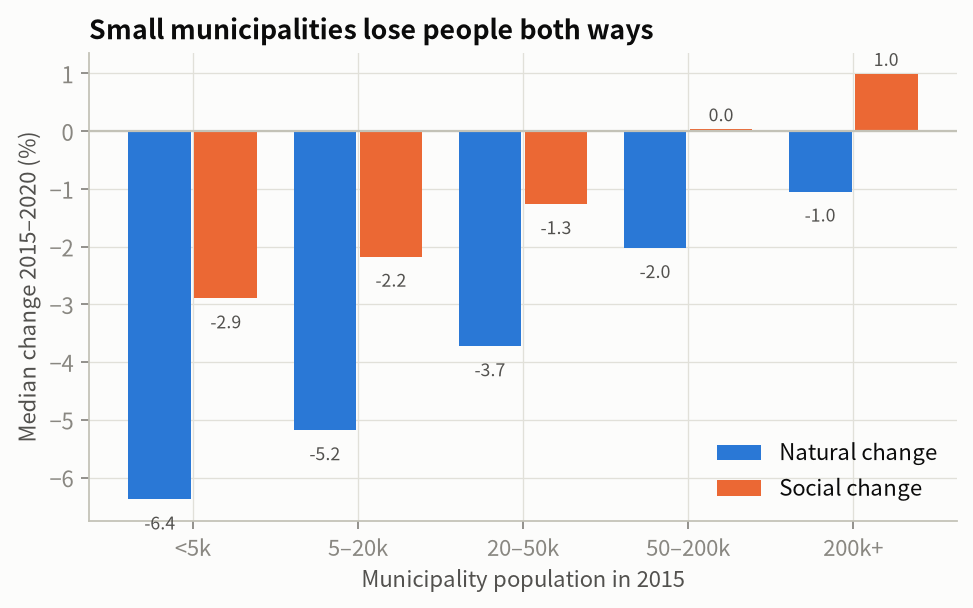 Small municipalities lose people both ways
Median change 2015–2020 (%)
1
0
−1
−2
−3
−4
−5
−6
-6.4
-2.9
-5.2
-2.2
-3.7
-1.3
-2.0
0.0
-1.0
1.0
Natural change
Social change
<5k
5–20k
20–50k
50–200k
200k+
Municipality population in 2015